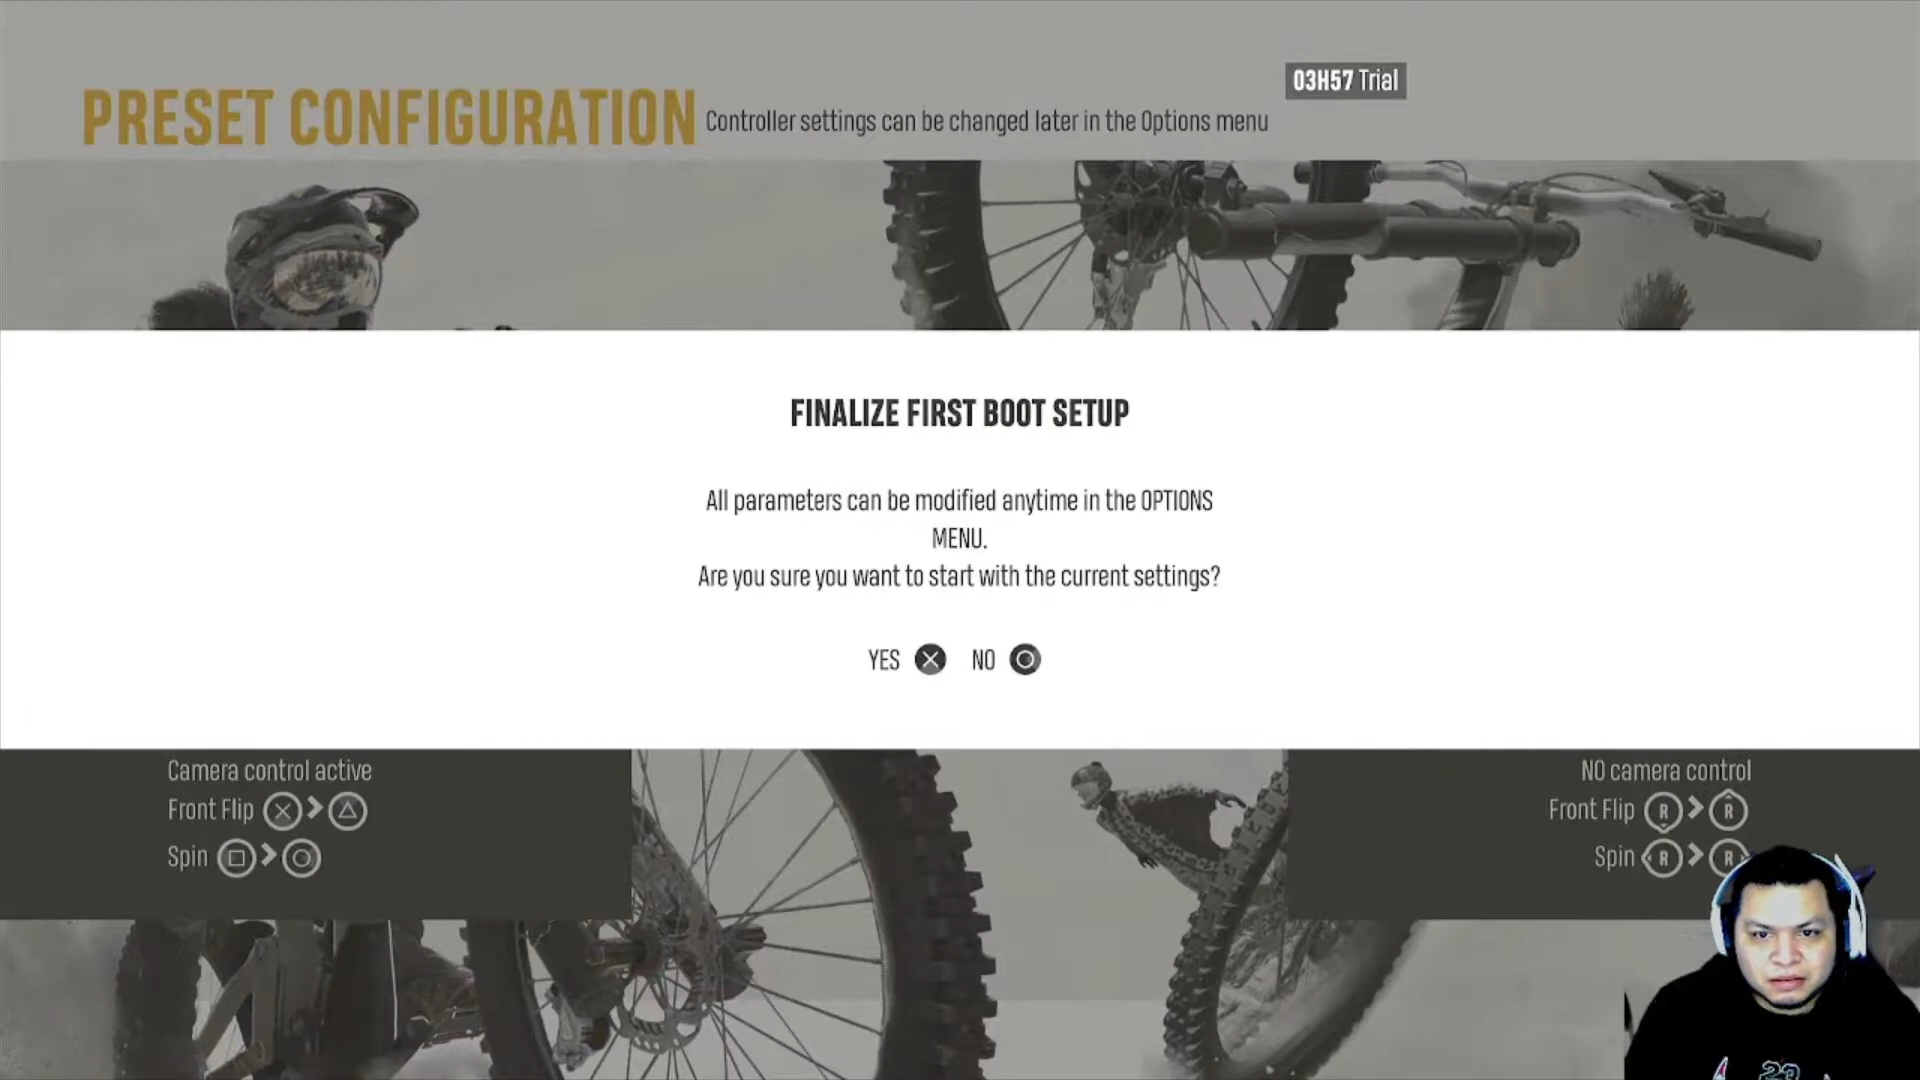 03H57 Trial
PRESET CONFIGURATION Controller settings can be changed later in the Options menu
FINALIZE FIRST BOOT SETUP
All parameters can be modified anytime in the OPTIONS
MENU.
Are you sure you want to start with the current settings?
YES NO
Camera control active
Front Flip
Spin
NO camera control
Front Flip R R
Spin R R
23